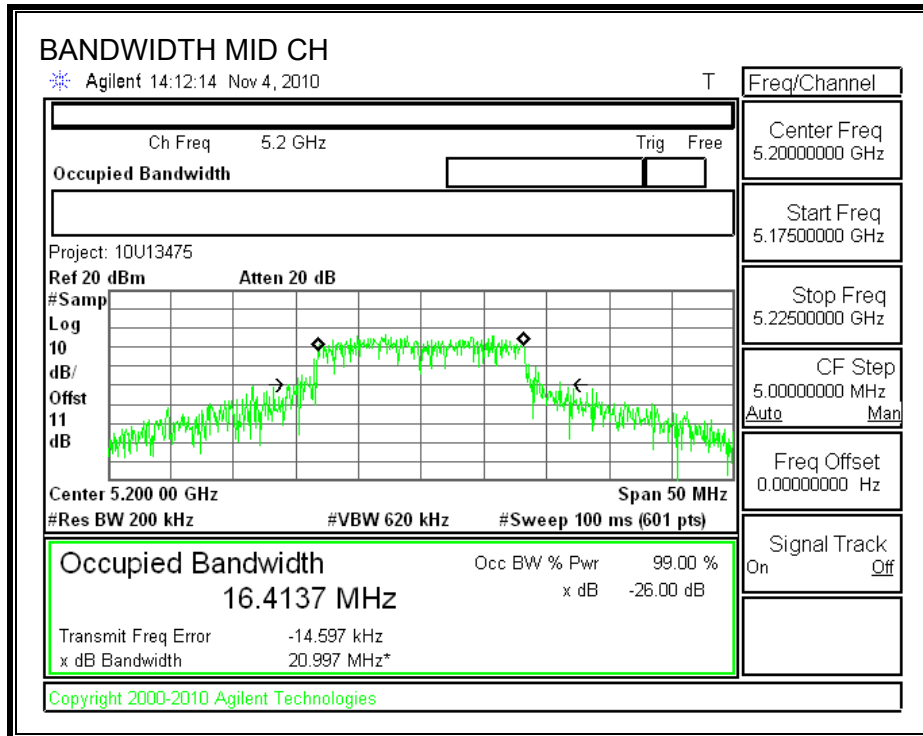 BANDWIDTH MID CH
Agilent 14:12:14 Nov 4, 2010 T
Freq/Channel
Ch Freq 5.2 GHz Trig Free
Occupied Bandwidth
Center Freq
5.20000000 GHz
Start Freq
5.17500000 GHz
Stop Freq
5.22500000 GHz
CF Step
5.00000000 MHz
Auto Man
Freq Offset
0.00000000 Hz
Signal Track
On Off
Project: 10U13475
Ref 20 dBm Atten 20 dB
#Samp
Log
10
dB/
Offst
11
dB
Center 5.200 00 GHz Span 50 MHz
#Res BW 200 kHz #VBW 620 kHz #Sweep 100 ms (601 pts)
Occupied Bandwidth Occ BW % Pwr 99.00 %
16.4137 MHz x dB -26.00 dB
Transmit Freq Error -14.597 kHz
x dB Bandwidth 20.997 MHz*
Copyright 2000-2010 Agilent Technologies